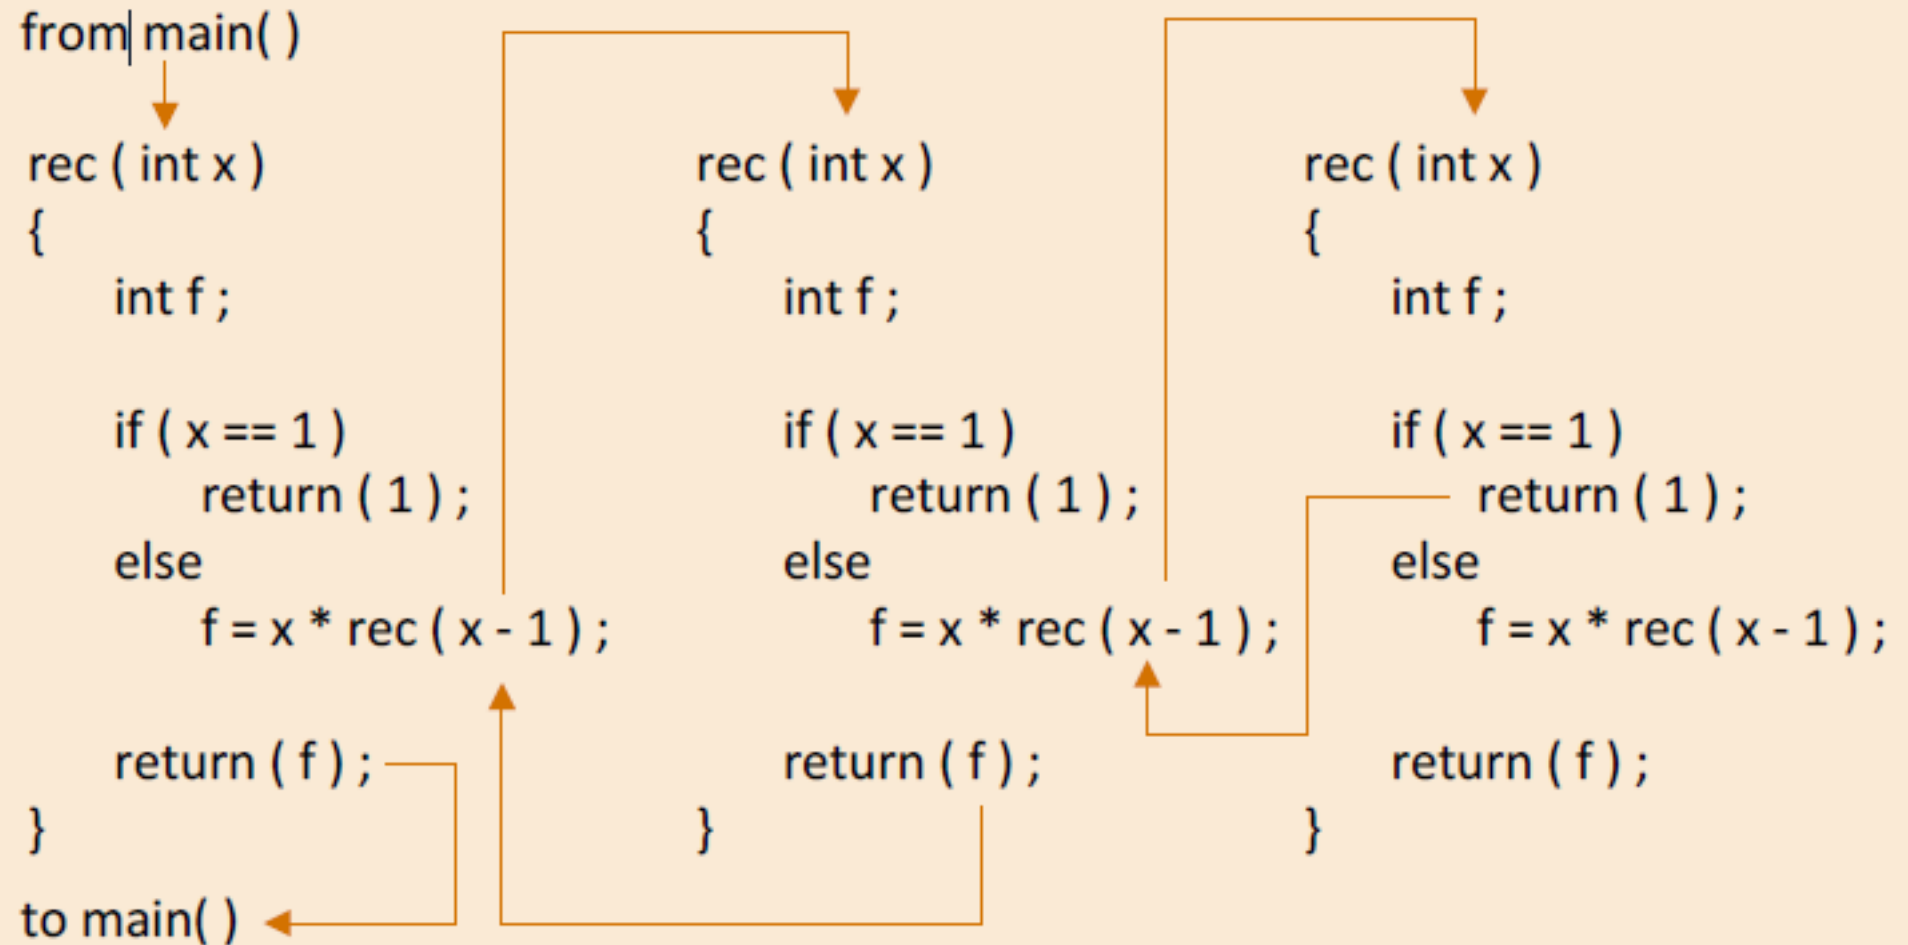 from main( )
rec ( int x )
{
int f ;
if ( x == 1 )
return ( 1 ) ;
else
f = x * rec ( x - 1 ) ;
return ( f ) ;
}
to main( )
rec ( int x )
{
int f ;
if ( x == 1 )
return ( 1 ) ;
else
f = x * rec ( x - 1 ) ;
return ( f ) ;
}
rec ( int x )
{
int f ;
if ( x == 1 )
return ( 1 ) ;
else
f = x * rec ( x - 1 ) ;
return ( f ) ;
}